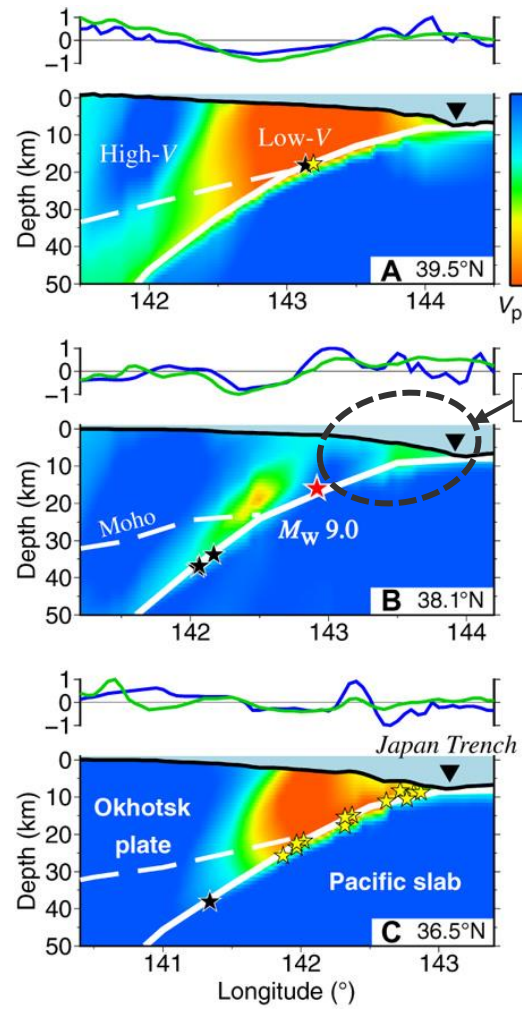 1
0
−1
0
10
20
30
40
50
Depth (km)
High-V
Low-V
A 39.5°N
142 143 144
Vp
1
0
−1
0
10
20
30
40
50
Depth (km)
Moho
Mw 9.0
B 38.1°N
142 143 144
1
0
−1
Japan Trench
0
10
20
30
40
50
Depth (km)
Okhotsk
plate
Pacific slab
C 36.5°N
141 142 143
Longitude (°)